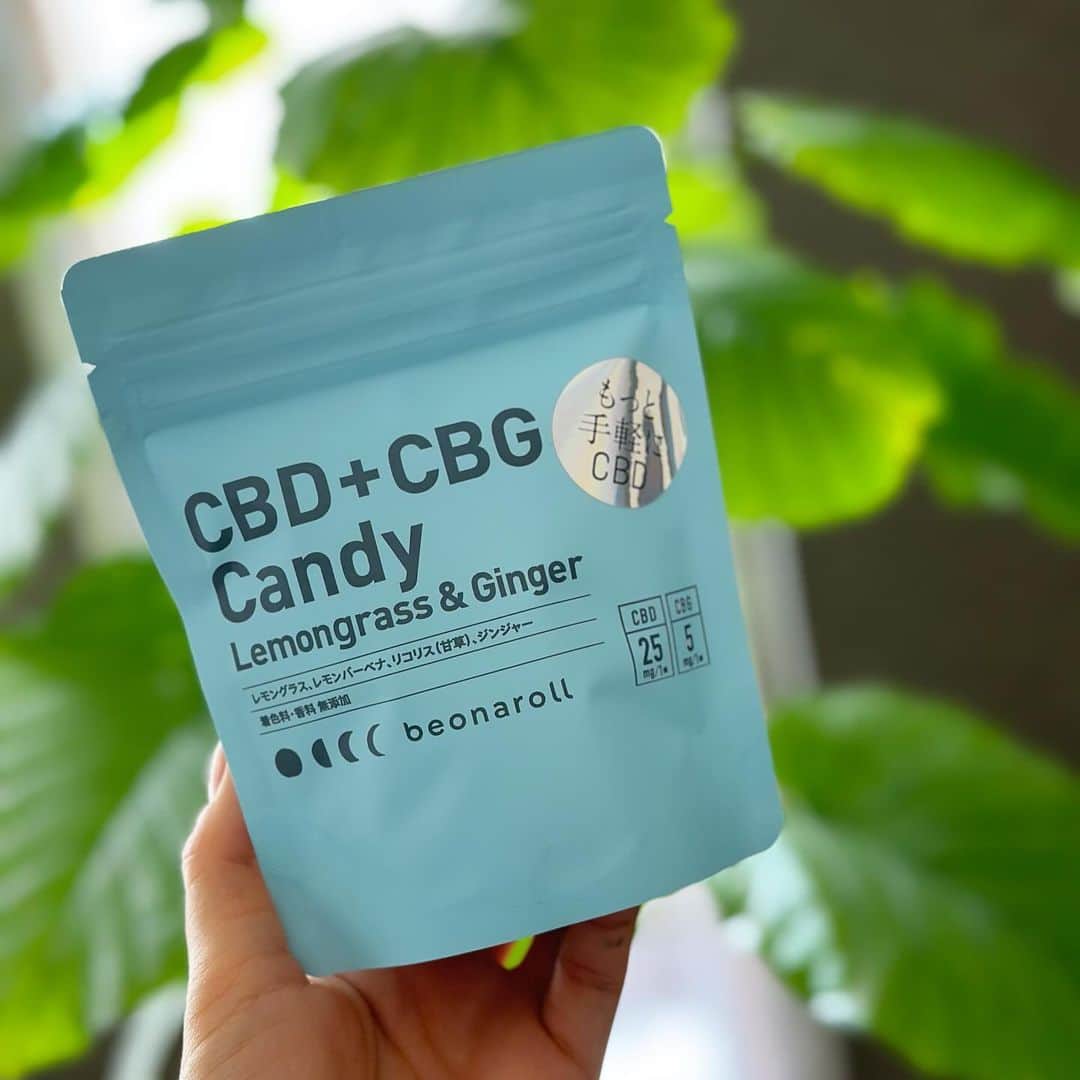 もっと
手軽に
CBD
CBD+CBG
Candy
Lemongrass & Ginger
レモングラス、レモンバーベナ、リコリス(甘草)、ジンジャー
着色料・香料 無添加
CBD CBG
25 5
mg/1粒 mg/1粒
beonaroll